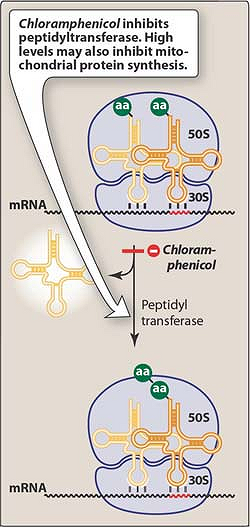 Chloramphenicol inhibits
peptidyltransferase. High
levels may also inhibit mito-
chondrial protein synthesis.
aa
aa
50S
30S
mRNA
Chloram-
phenicol
Peptidyl
transferase
aa
aa
50S
30S
mRNA